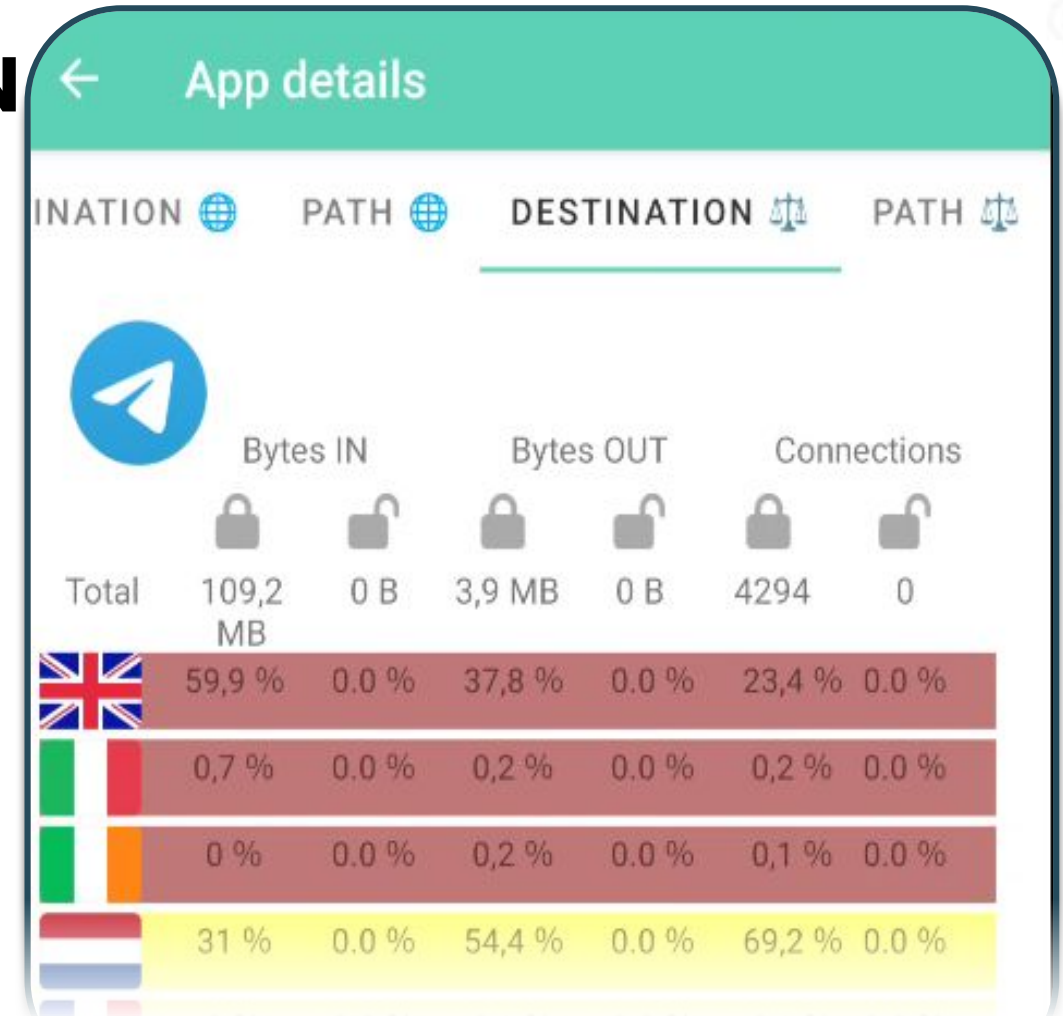 N
← App details
INATION 🌐 PATH 🌐 DESTINATION ⚖ PATH ⚖
Bytes IN Bytes OUT Connections
Total 109,2 MB 0 B 3,9 MB 0 B 4294 0
59,9 % 0.0 % 37,8 % 0.0 % 23,4 % 0.0 %
0,7 % 0.0 % 0,2 % 0.0 % 0,2 % 0.0 %
0 % 0.0 % 0,2 % 0.0 % 0,1 % 0.0 %
31 % 0.0 % 54,4 % 0.0 % 69,2 % 0.0 %